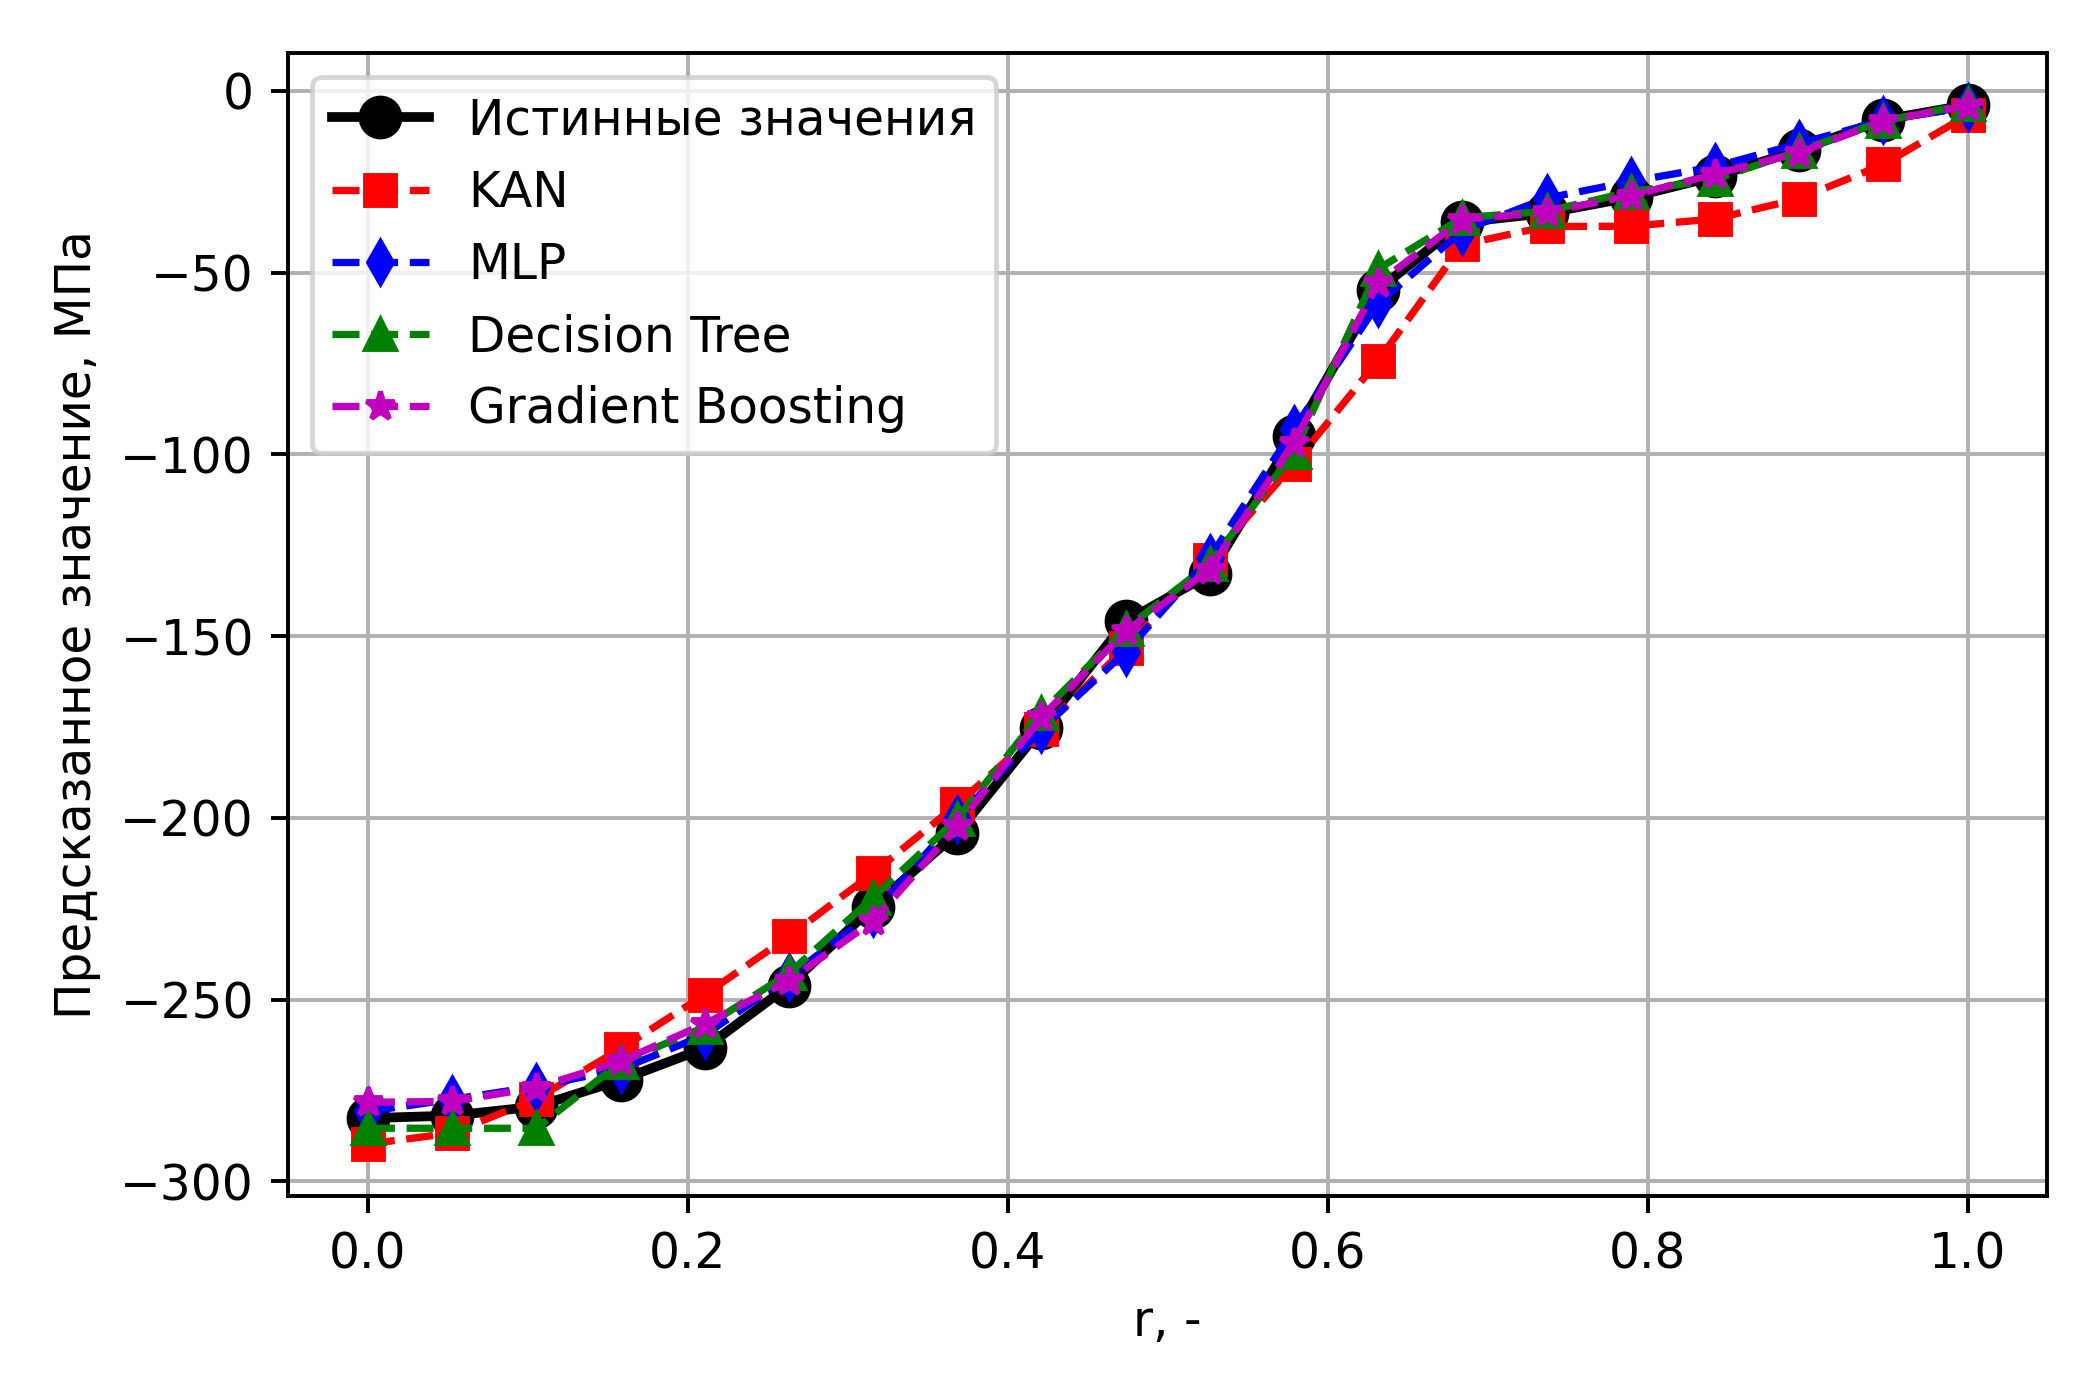 Истинные значения
KAN
MLP
Decision Tree
Gradient Boosting
Предсказанное значение, МПа
0
−50
−100
−150
−200
−250
−300
0.0 0.2 0.4 0.6 0.8 1.0
r, -